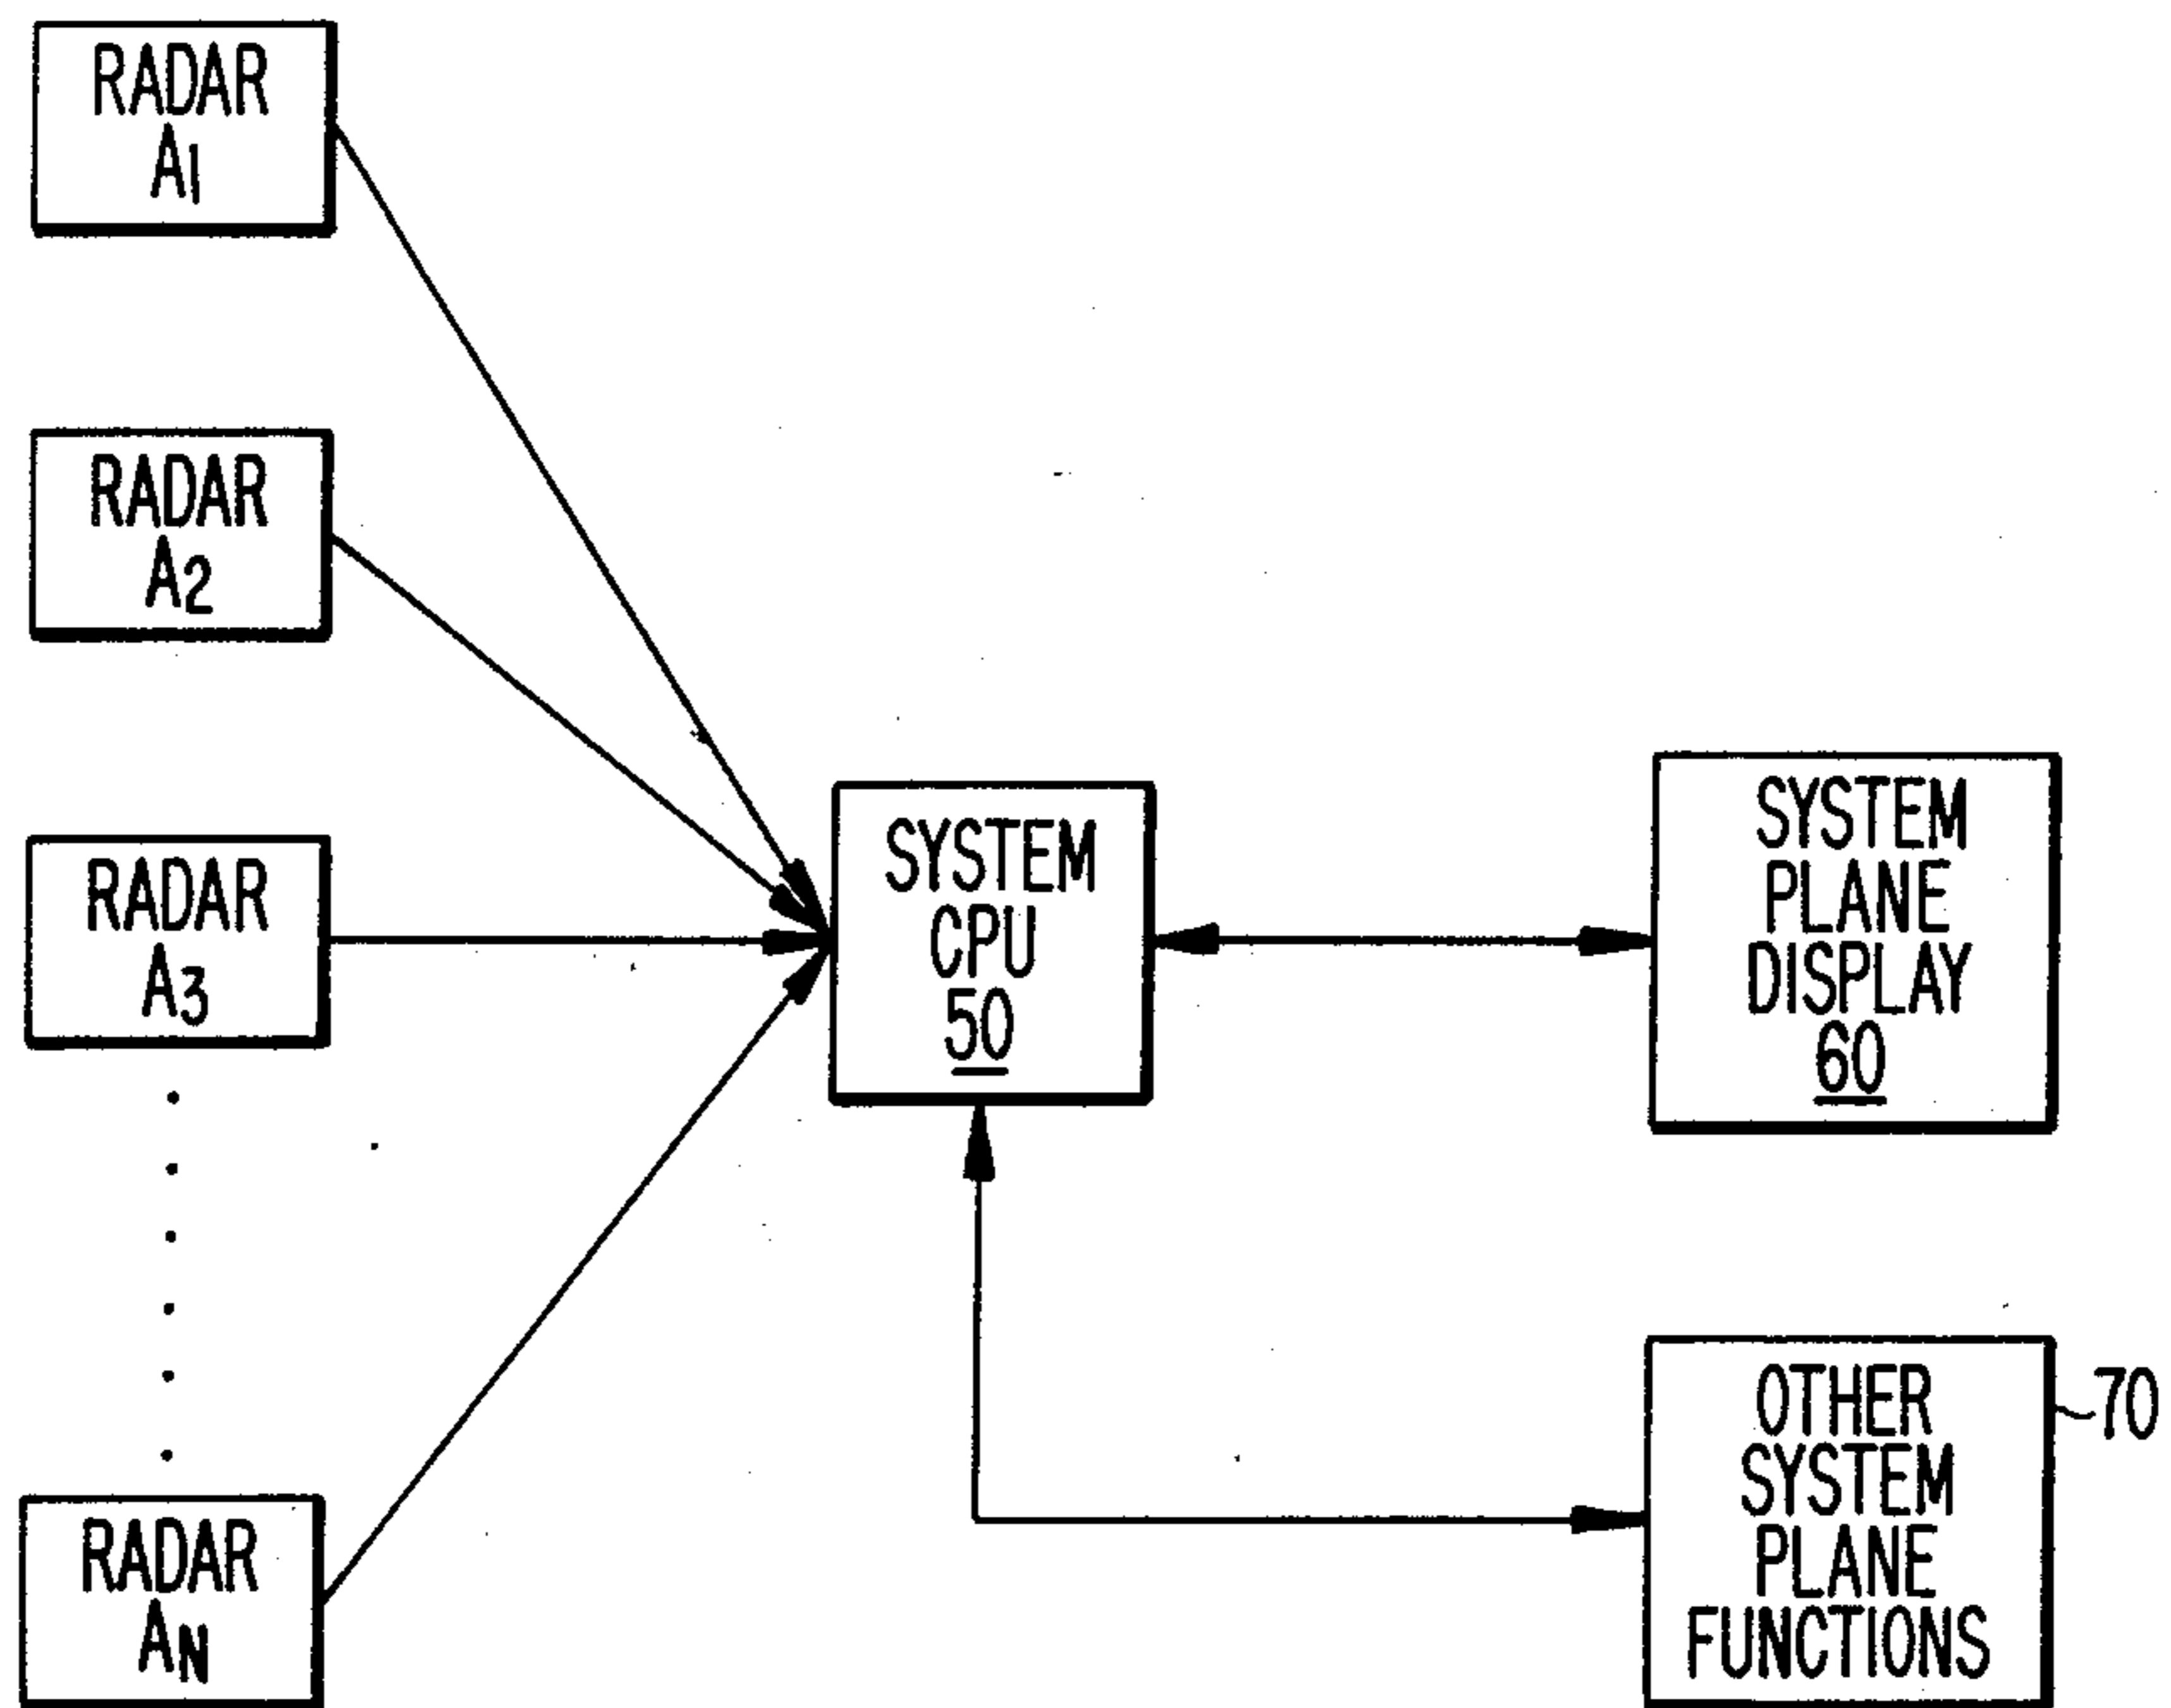 RADAR
A1
RADAR
A2
RADAR
A3
RADAR
AN
SYSTEM
CPU
50
SYSTEM
PLANE
DISPLAY
60
OTHER
SYSTEM
PLANE
FUNCTIONS
70